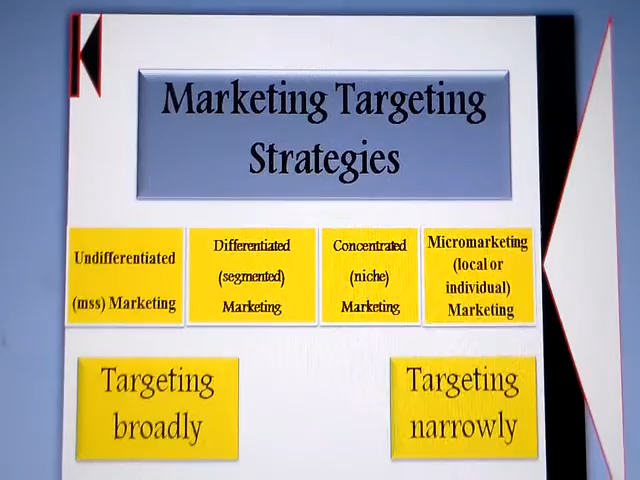 Marketing Targeting
Strategies
Undifferentiated
(mss) Marketing
Differentiated
(segmented)
Marketing
Concentrated
(niche)
Marketing
Micromarketing
(local or
individual)
Marketing
Targeting
broadly
Targeting
narrowly